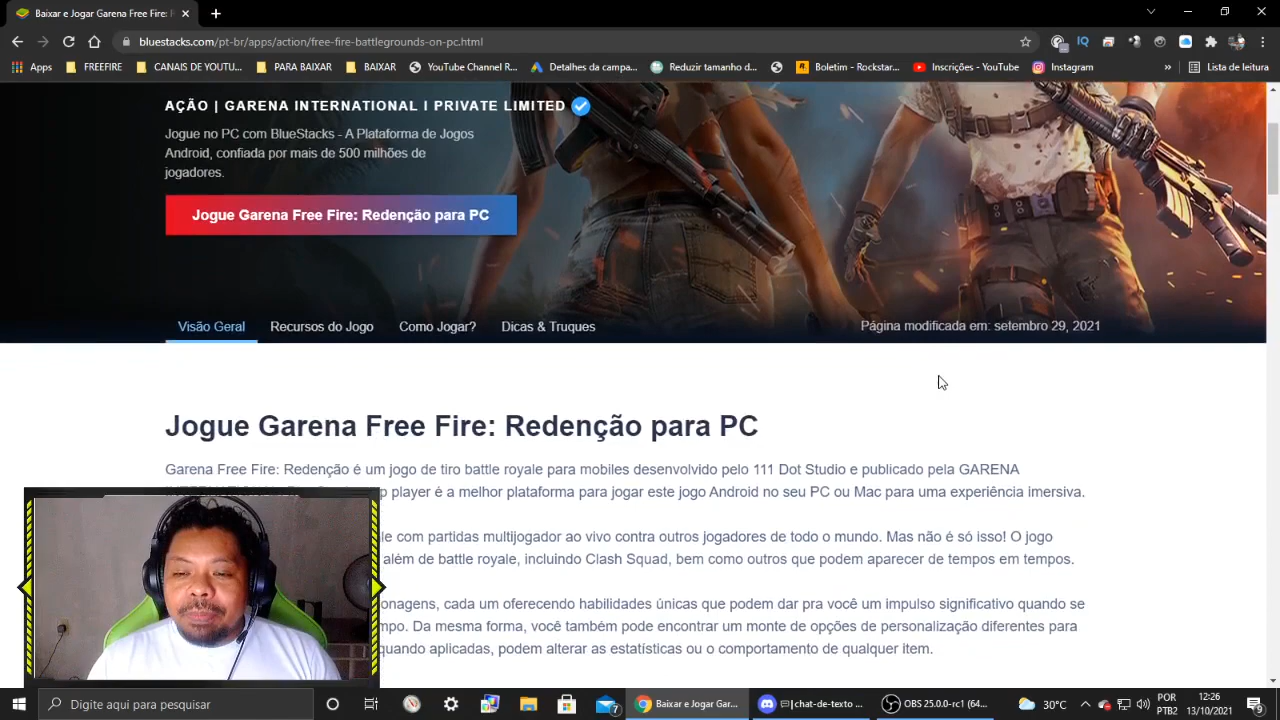 Baixar e Jogar Garena Free Fire: R
bluestacks.com/pt-br/apps/action/free-fire-battlegrounds-on-pc.html
Apps FREEFIRE CANAIS DE YOUTU... PARA BAIXAR BAIXAR YouTube Channel R... Detalhes da campa... Reduzir tamanho d... Boletim - Rockstar... Inscrições - YouTube Instagram » Lista de leitura
AÇÃO | GARENA INTERNATIONAL I PRIVATE LIMITED
Jogue no PC com BlueStacks - A Plataforma de Jogos
Android, confiada por mais de 500 milhões de
jogadores.
Jogue Garena Free Fire: Redenção para PC
Visão Geral Recursos do Jogo Como Jogar? Dicas & Truques Página modificada em: setembro 29, 2021
Jogue Garena Free Fire: Redenção para PC
Garena Free Fire: Redenção é um jogo de tiro battle royale para mobiles desenvolvido pelo 111 Dot Studio e publicado pela GARENA
player é a melhor plataforma para jogar este jogo Android no seu PC ou Mac para uma experiência imersiva.
com partidas multijogador ao vivo contra outros jogadores de todo o mundo. Mas não é só isso! O jogo
além de battle royale, incluindo Clash Squad, bem como outros que podem aparecer de tempos em tempos.
onagens, cada um oferecendo habilidades únicas que podem dar pra você um impulso significativo quando se
mpo. Da mesma forma, você também pode encontrar um monte de opções de personalização diferentes para
quando aplicadas, podem alterar as estatísticas ou o comportamento de qualquer item.
Digite aqui para pesquisar 7 Baixar e Jogar Gar... |chat-de-texto ... OBS 25.0.0-rc1 (64... 30°C POR 12:26
PTB2 13/10/2021 9